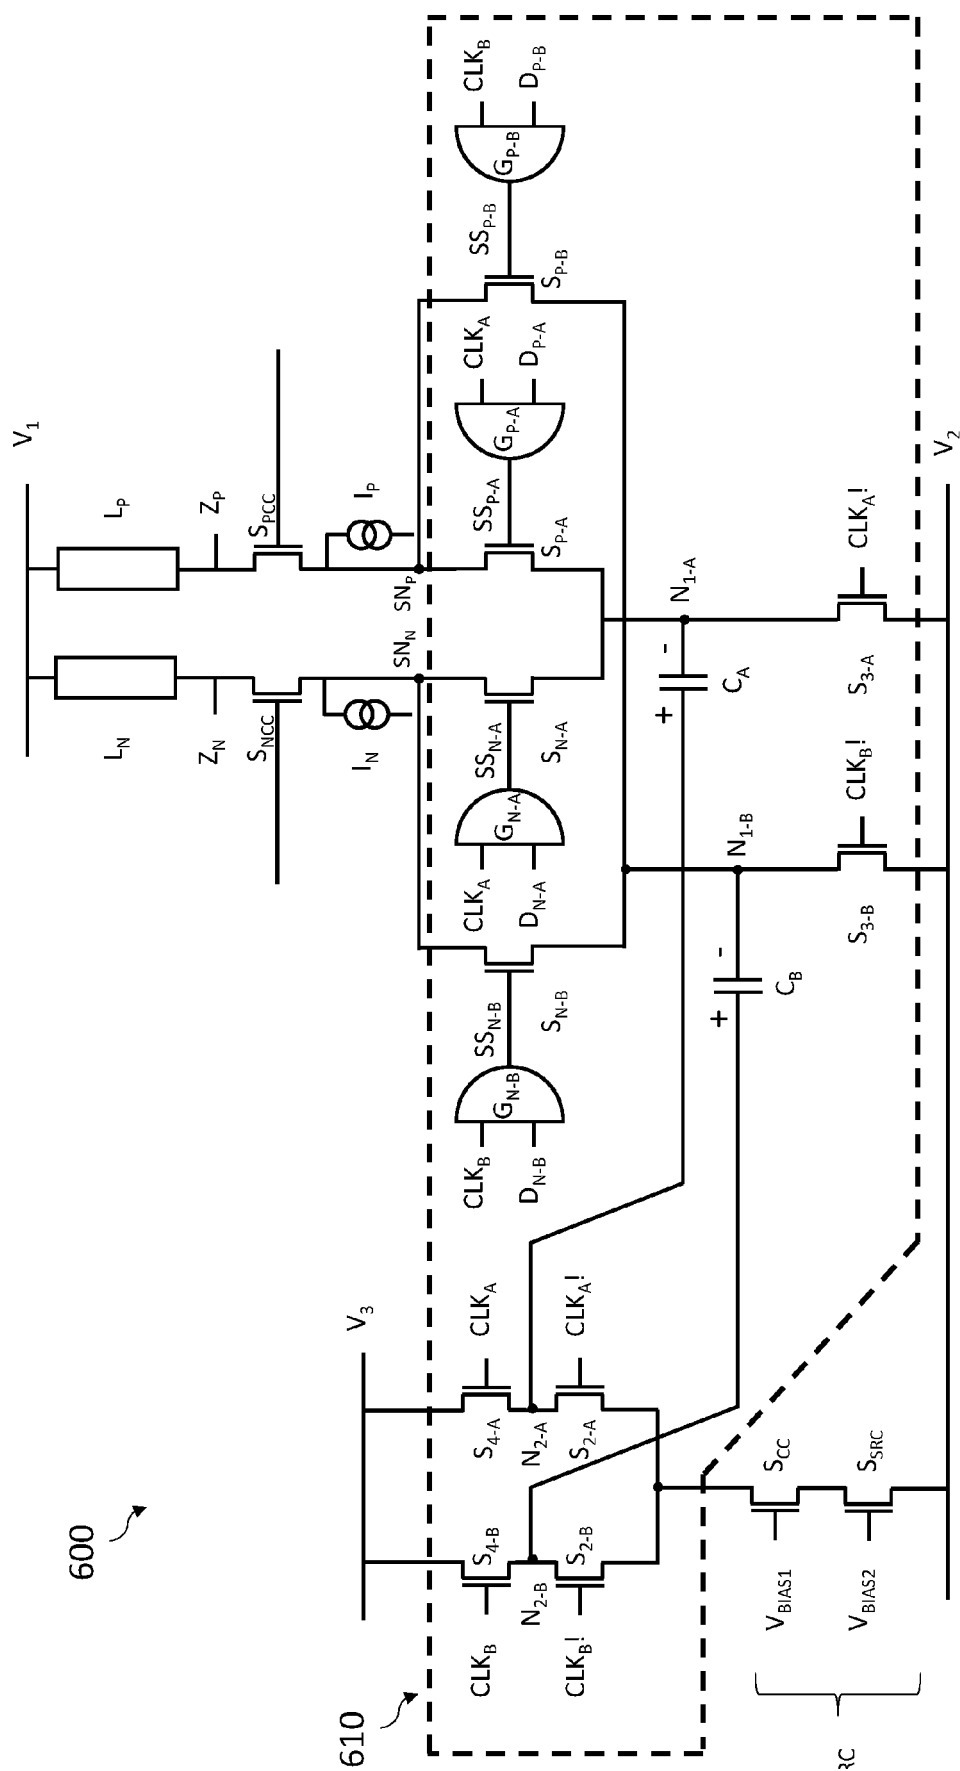 600
610
V1
LN
LP
ZN
ZP
SNCC
SPCC
IN
IP
SNN
SNP
V3
CLKB
CLKA
S4-B
S4-A
N2-B
N2-A
CLKB!
CLKA!
S2-B
S2-A
CLKB
DN-B
GN-B
SSN-B
SN-B
CLKA
DN-A
GN-A
SSN-A
SN-A
SSP-A
SP-A
GP-A
CLKA
DP-A
SSP-B
SP-B
GP-B
CLKB
DP-B
+
-
CA
N1-A
+
-
CB
N1-B
S3-B
CLKB!
S3-A
CLKA!
V2
VBIAS1
SCC
VBIAS2
SSRC
RC